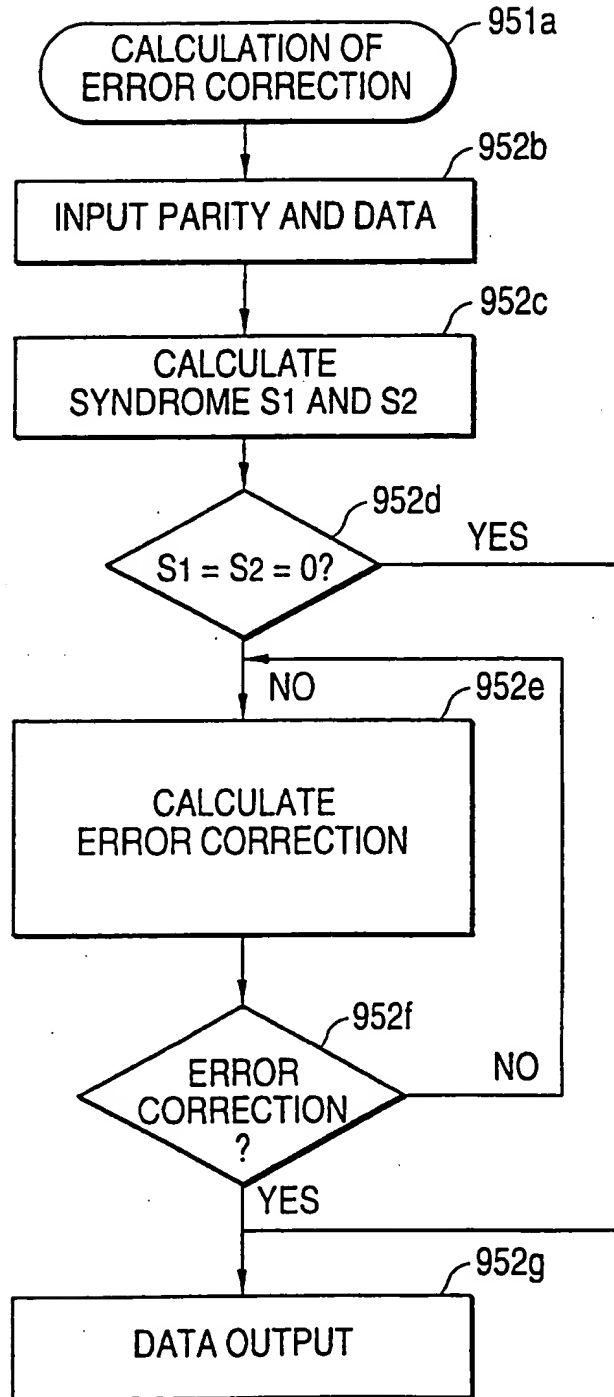 CALCULATION OF
ERROR CORRECTION
951a
952b
INPUT PARITY AND DATA
952c
CALCULATE
SYNDROME S1 AND S2
952d
S1 = S2 = 0?
YES
NO
952e
CALCULATE
ERROR CORRECTION
952f
ERROR
CORRECTION
?
NO
YES
952g
DATA OUTPUT